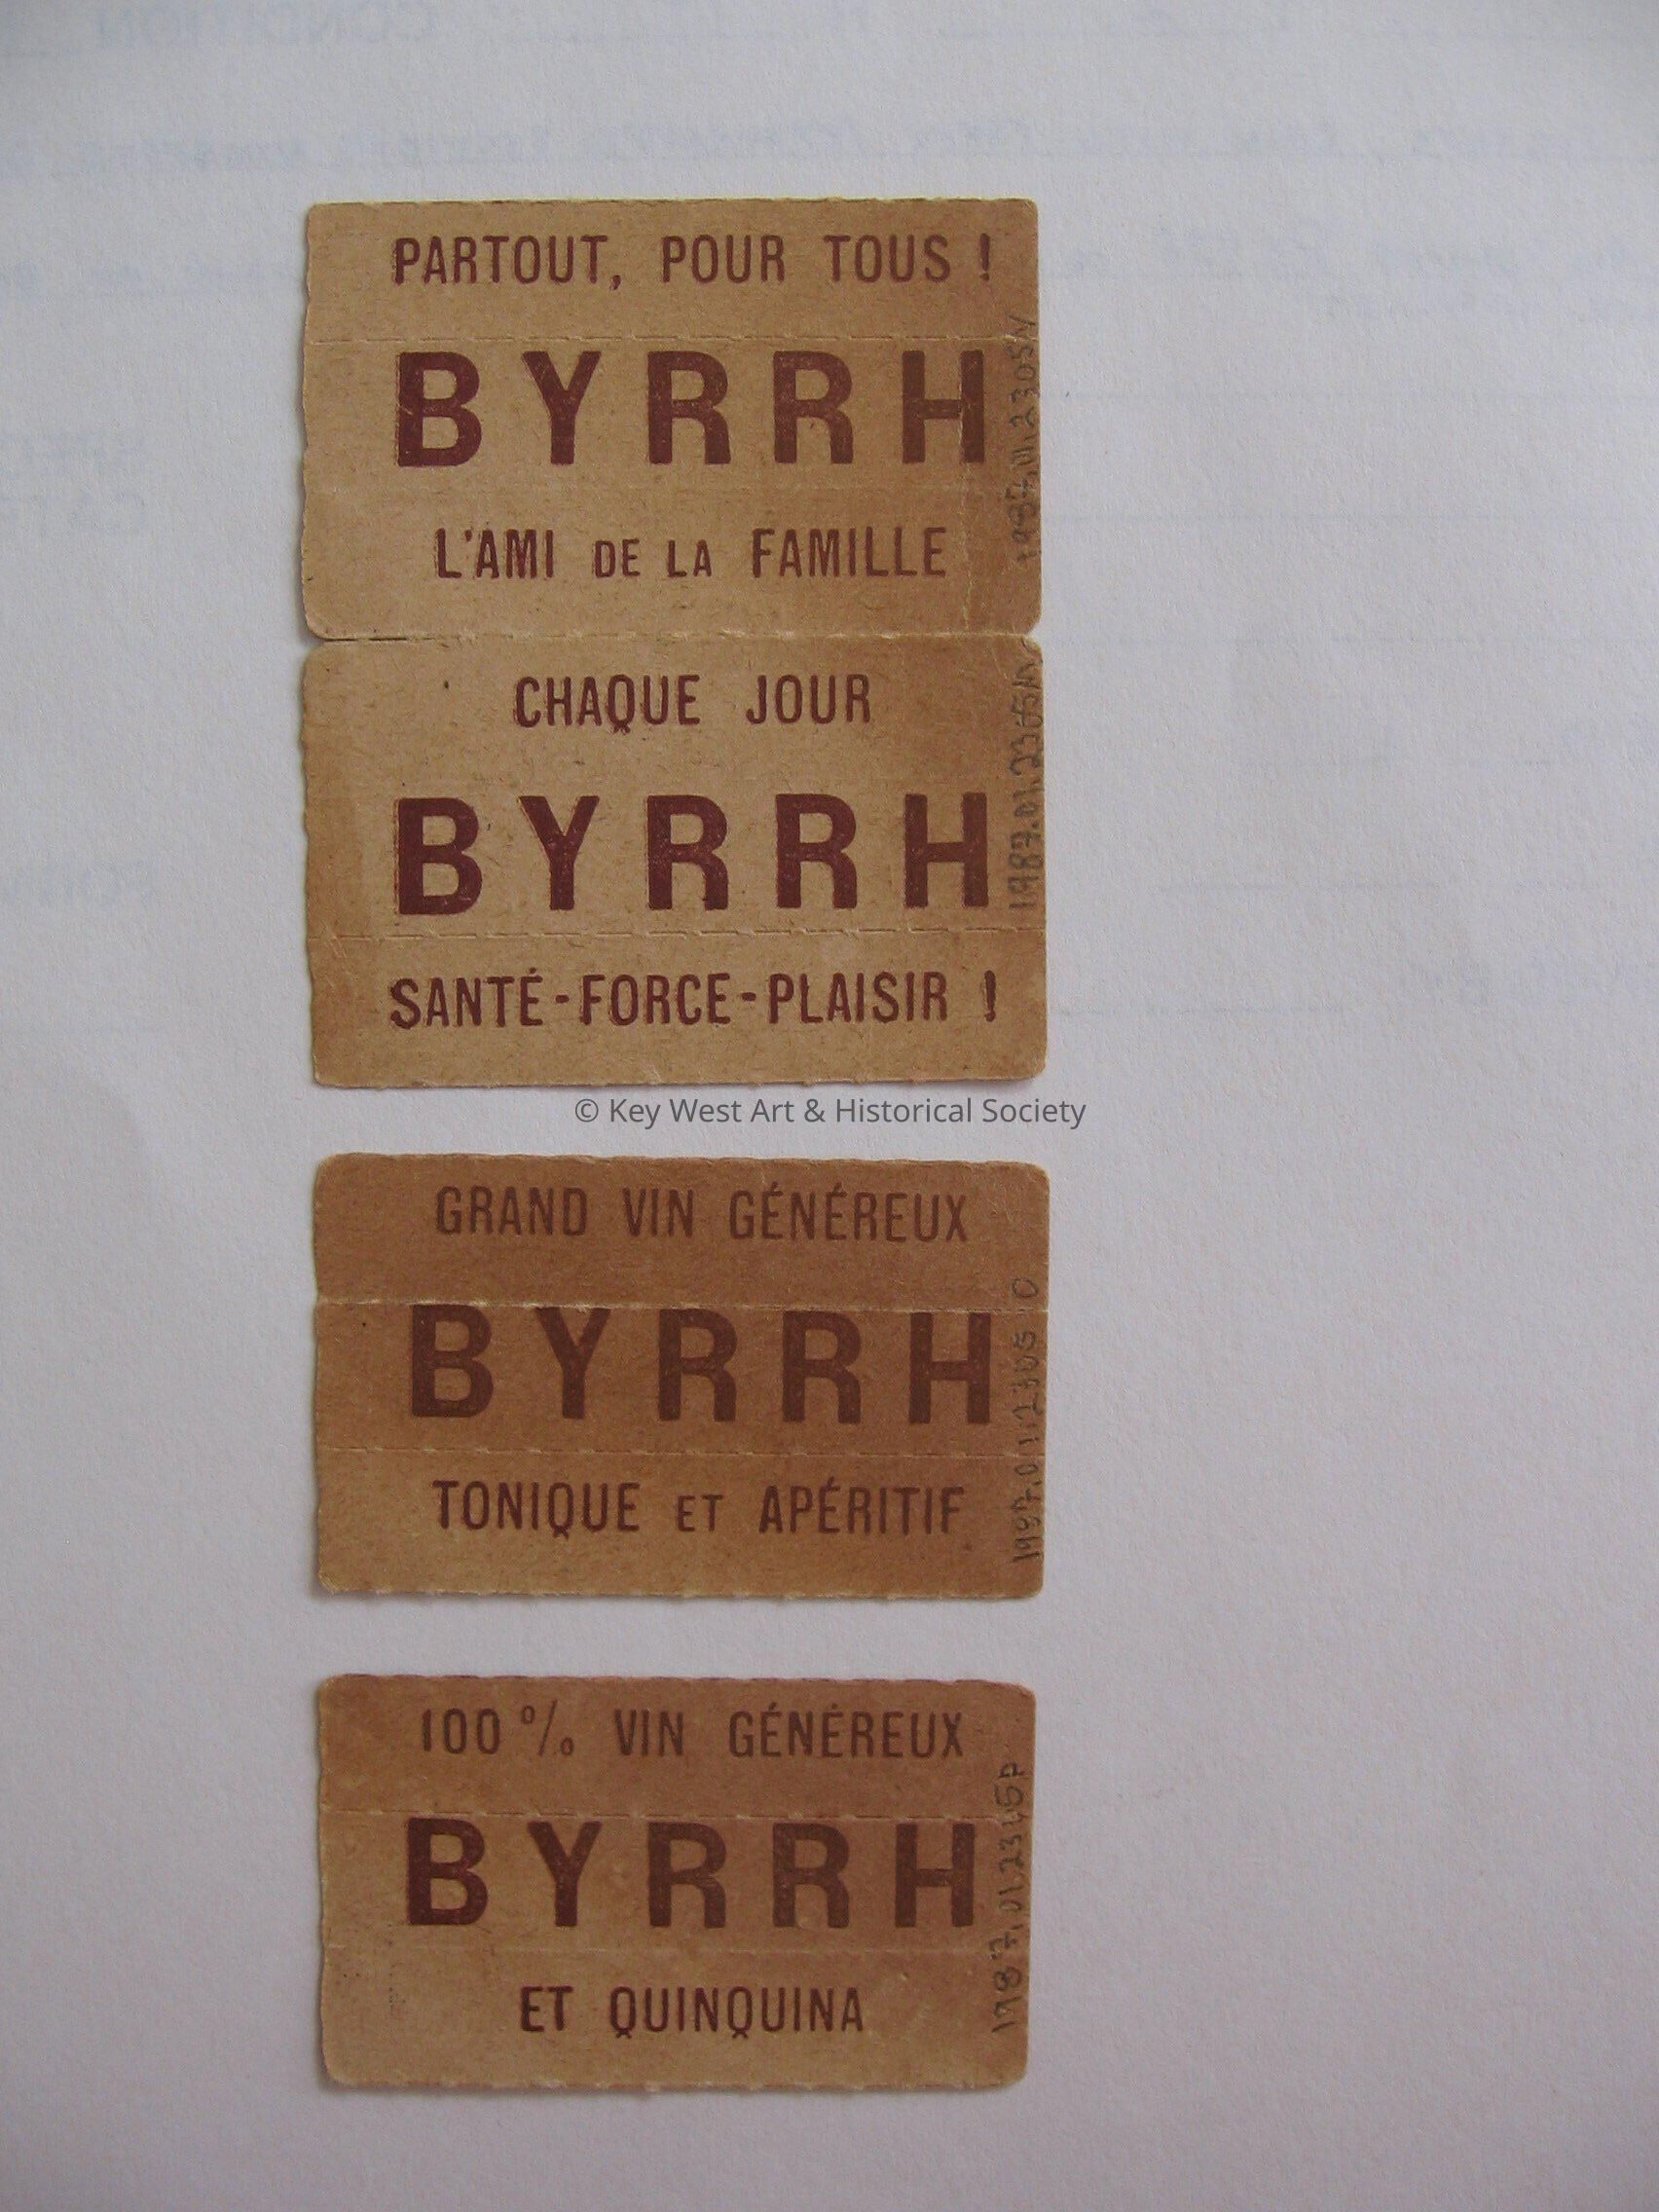 PARTOUT, POUR TOUS !
BYRRH
L'AMI DE LA FAMILLE
CHAQUE JOUR
BYRRH
SANTÉ-FORCE-PLAISIR !
© Key West Art & Historical Society
GRAND VIN GÉNÉREUX
BYRRH
TONIQUE ET APÉRITIF
100 % VIN GÉNÉREUX
BYRRH
ET QUINQUINA